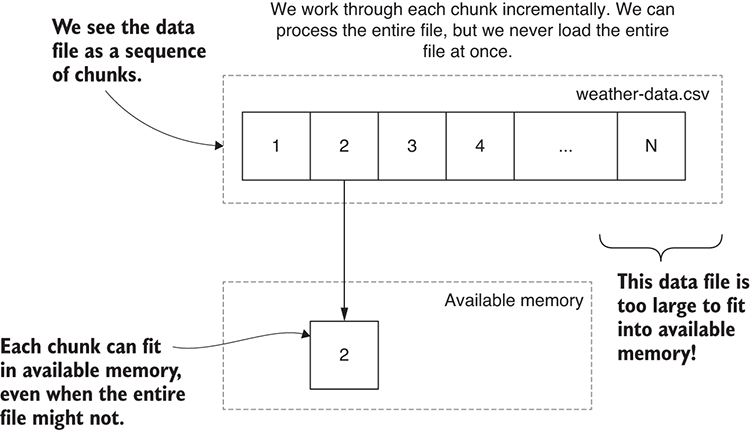 We see the data
file as a sequence
of chunks.
We work through each chunk incrementally. We can
process the entire file, but we never load the entire
file at once.
weather-data.csv
1 2 3 4 ... N
This data file is
too large to fit
into available
memory!
Available memory
2
Each chunk can fit
in available memory,
even when the entire
file might not.